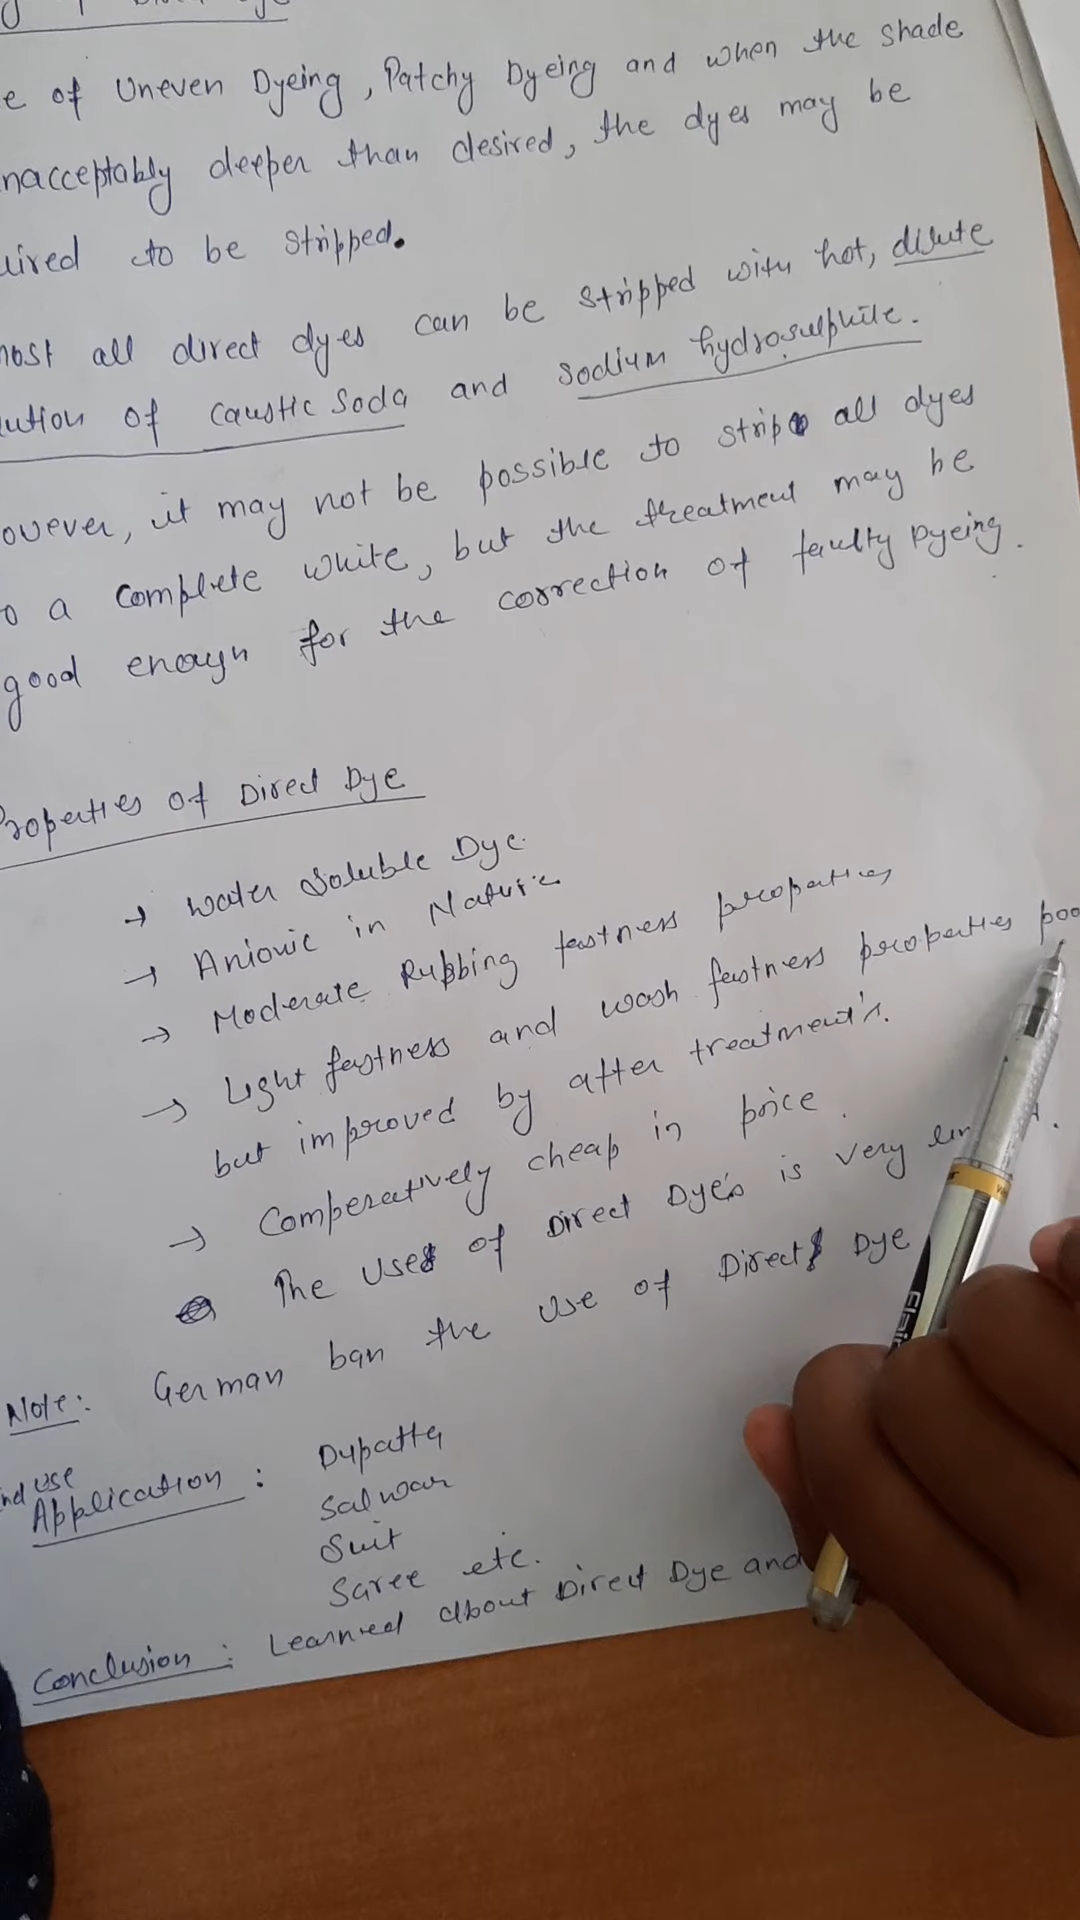 e of Uneven Dyeing, Patchy Dyeing and when the shade
nacceptably deeper than desired, the dyes may be
uired to be stripped.
most all direct dyes can be stripped with hot, dilute
lution of Caustic Soda and Sodium hydrosulphite.
owever, it may not be possible to strip all dyes
o a complete white, but the treatment may be
good enough for the correction of faulty Dyeing.
Properties of Direct Dye
→ Water Soluble Dye.
→ Anionic in Nature
→ Moderate Rubbing fastness properties
→ Light fastness and wash fastness properties poo
but improved by after treatment's.
→ Comperatively cheap in price.
The Uses of Direct Dye's is very
Note: German ban the use of Direct Dye
nd use
Application : Dupatta
Salwar
Suit
Saree etc.
Conclusion : Learned about Direct Dye and